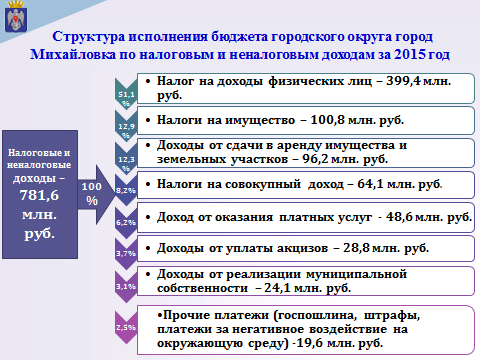 Структура исполнения бюджета городского округа город
Михайловка по налоговым и неналоговым доходам за 2015 год
Налоговые и
неналоговые
доходы –
781,6
млн.
руб.
100
%
51,1
%
• Налог на доходы физических лиц – 399,4 млн.
руб.
12,9
%
• Налоги на имущество – 100,8 млн. руб.
12,3
%
• Доходы от сдачи в аренду имущества и
земельных участков – 96,2 млн. руб.
8,2%
• Налоги на совокупный доход – 64,1 млн. руб.
6,2%
• Доход от оказания платных услуг - 48,6 млн. руб.
3,7%
• Доходы от уплаты акцизов – 28,8 млн. руб.
3,1%
• Доходы от реализации муниципальной
собственности – 24,1 млн. руб.
2,5%
•Прочие платежи (госпошлина, штрафы,
платежи за негативное воздействие на
окружающую среду) -19,6 млн. руб.